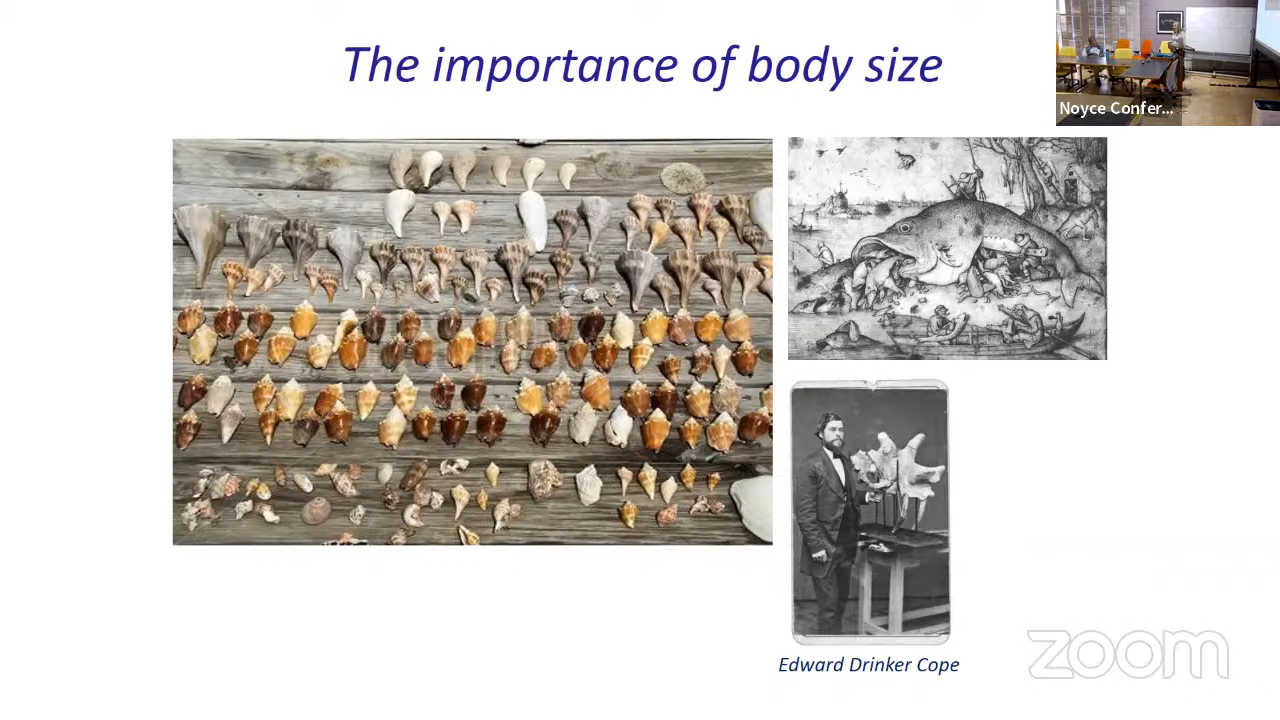 The importance of body size
Noyce Confer...
Edward Drinker Cope
zoom